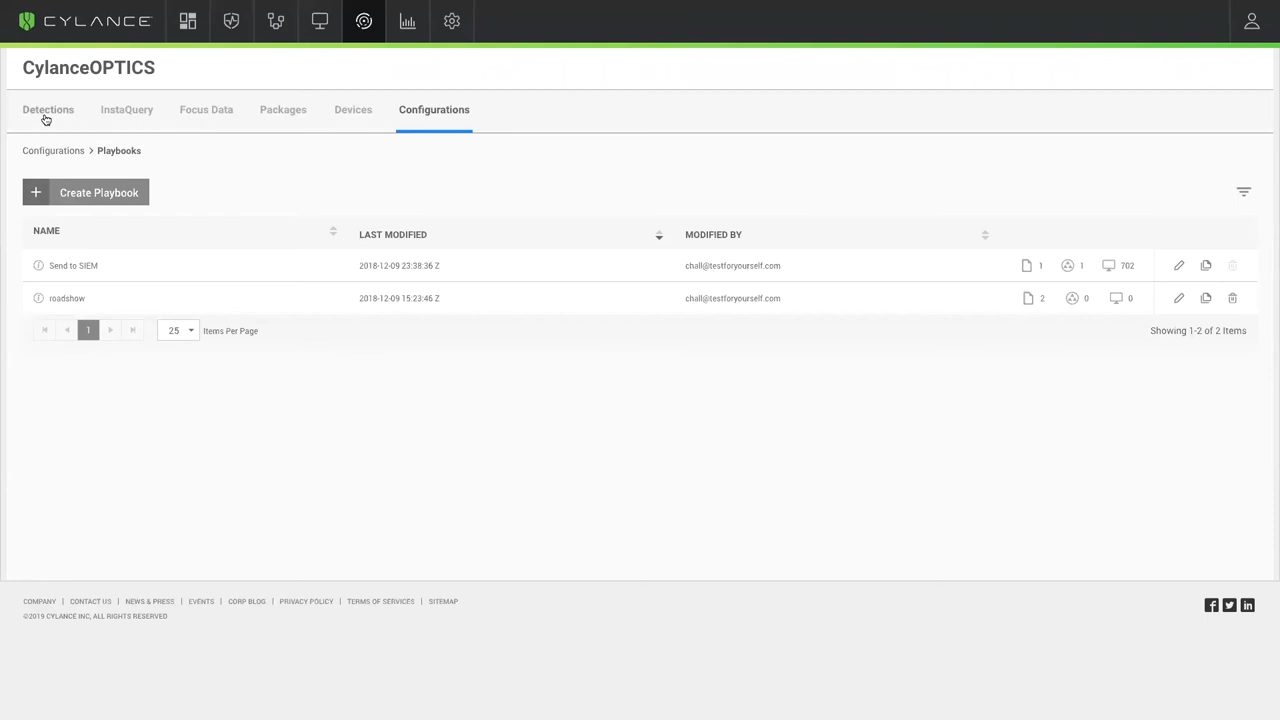 CYLANCE
CylanceOPTICS
Detections InstaQuery Focus Data Packages Devices Configurations
Configurations > Playbooks
+ Create Playbook
NAME LAST MODIFIED MODIFIED BY
Send to SIEM 2018-12-09 23:38:36 Z chall@testforyourself.com 1 1 702
roadshow 2018-12-09 15:23:46 Z chall@testforyourself.com 2 0 0
1 25 Items Per Page Showing 1-2 of 2 Items
COMPANY | CONTACT US | NEWS & PRESS | EVENTS | CORP BLOG | PRIVACY POLICY | TERMS OF SERVICES | SITEMAP
©2019 CYLANCE INC, ALL RIGHTS RESERVED